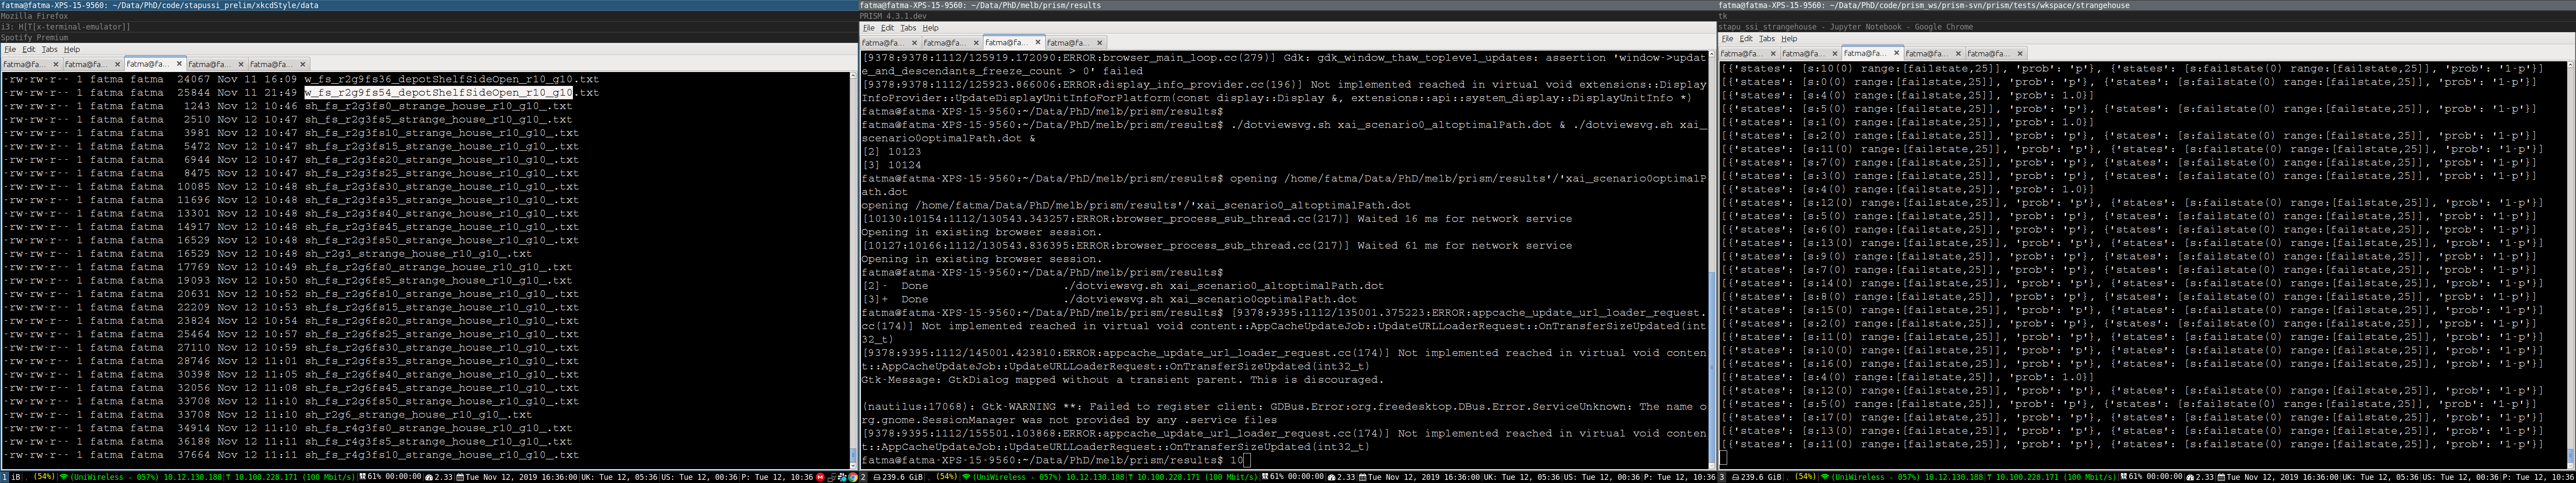 fatma@fatma-XPS-15-9560: ~/Data/PhD/code/stapussi_prelim/xkcdStyle/data
Mozilla Firefox
i3: H[T[x-terminal-emulator]]
Spotify Premium
File Edit Tabs Help
fatma@fa... × fatma@fa... × fatma@fa... × fatma@fa... × fatma@fa... ×
-rw-rw-r-- 1 fatma fatma 24067 Nov 11 16:09 w_fs_r2g9fs36_depotShelfSideOpen_r10_g10.txt
-rw-rw-r-- 1 fatma fatma 25844 Nov 11 21:49 w_fs_r2g9fs54_depotShelfSideOpen_r10_g10.txt
-rw-rw-r-- 1 fatma fatma 1243 Nov 12 10:46 sh_fs_r2g3fs0_strange_house_r10_g10_.txt
-rw-rw-r-- 1 fatma fatma 2510 Nov 12 10:47 sh_fs_r2g3fs5_strange_house_r10_g10_.txt
-rw-rw-r-- 1 fatma fatma 3981 Nov 12 10:47 sh_fs_r2g3fs10_strange_house_r10_g10_.txt
-rw-rw-r-- 1 fatma fatma 5472 Nov 12 10:47 sh_fs_r2g3fs15_strange_house_r10_g10_.txt
-rw-rw-r-- 1 fatma fatma 6944 Nov 12 10:47 sh_fs_r2g3fs20_strange_house_r10_g10_.txt
-rw-rw-r-- 1 fatma fatma 8475 Nov 12 10:47 sh_fs_r2g3fs25_strange_house_r10_g10_.txt
-rw-rw-r-- 1 fatma fatma 10085 Nov 12 10:48 sh_fs_r2g3fs30_strange_house_r10_g10_.txt
-rw-rw-r-- 1 fatma fatma 11696 Nov 12 10:48 sh_fs_r2g3fs35_strange_house_r10_g10_.txt
-rw-rw-r-- 1 fatma fatma 13301 Nov 12 10:48 sh_fs_r2g3fs40_strange_house_r10_g10_.txt
-rw-rw-r-- 1 fatma fatma 14917 Nov 12 10:48 sh_fs_r2g3fs45_strange_house_r10_g10_.txt
-rw-rw-r-- 1 fatma fatma 16529 Nov 12 10:48 sh_fs_r2g3fs50_strange_house_r10_g10_.txt
-rw-rw-r-- 1 fatma fatma 16529 Nov 12 10:48 sh_r2g3_strange_house_r10_g10_.txt
-rw-rw-r-- 1 fatma fatma 17769 Nov 12 10:49 sh_fs_r2g6fs0_strange_house_r10_g10_.txt
-rw-rw-r-- 1 fatma fatma 19093 Nov 12 10:50 sh_fs_r2g6fs5_strange_house_r10_g10_.txt
-rw-rw-r-- 1 fatma fatma 20631 Nov 12 10:52 sh_fs_r2g6fs10_strange_house_r10_g10_.txt
-rw-rw-r-- 1 fatma fatma 22209 Nov 12 10:53 sh_fs_r2g6fs15_strange_house_r10_g10_.txt
-rw-rw-r-- 1 fatma fatma 23824 Nov 12 10:54 sh_fs_r2g6fs20_strange_house_r10_g10_.txt
-rw-rw-r-- 1 fatma fatma 25464 Nov 12 10:57 sh_fs_r2g6fs25_strange_house_r10_g10_.txt
-rw-rw-r-- 1 fatma fatma 27110 Nov 12 10:59 sh_fs_r2g6fs30_strange_house_r10_g10_.txt
-rw-rw-r-- 1 fatma fatma 28746 Nov 12 11:01 sh_fs_r2g6fs35_strange_house_r10_g10_.txt
-rw-rw-r-- 1 fatma fatma 30398 Nov 12 11:05 sh_fs_r2g6fs40_strange_house_r10_g10_.txt
-rw-rw-r-- 1 fatma fatma 32056 Nov 12 11:08 sh_fs_r2g6fs45_strange_house_r10_g10_.txt
-rw-rw-r-- 1 fatma fatma 33708 Nov 12 11:10 sh_fs_r2g6fs50_strange_house_r10_g10_.txt
-rw-rw-r-- 1 fatma fatma 33708 Nov 12 11:10 sh_r2g6_strange_house_r10_g10_.txt
-rw-rw-r-- 1 fatma fatma 34914 Nov 12 11:10 sh_fs_r4g3fs0_strange_house_r10_g10_.txt
-rw-rw-r-- 1 fatma fatma 36188 Nov 12 11:11 sh_fs_r4g3fs5_strange_house_r10_g10_.txt
-rw-rw-r-- 1 fatma fatma 37664 Nov 12 11:11 sh_fs_r4g3fs10_strange_house_r10_g10_.txt
1 iB| . (54%) (UniWireless - 057%) 10.12.130.188|T 10.100.228.171 (100 Mbit/s)| 61% 00:00:00| 2.33| Tue Nov 12, 2019 16:36:00|UK: Tue 12, 05:36|US: Tue 12, 00:36|P: Tue 12, 10:36
fatma@fatma-XPS-15-9560: ~/Data/PhD/melb/prism/results
PRISM 4.3.1.dev
File Edit Tabs Help
fatma@fa... × fatma@fa... × fatma@fa... × fatma@fa... ×
[9378:9378:1112/125919.172090:ERROR:browser_main_loop.cc(279)] Gdk: gdk_window_thaw_toplevel_updates: assertion 'window->updat
e_and_descendants_freeze_count > 0' failed
[9378:9378:1112/125923.866006:ERROR:display_info_provider.cc(196)] Not implemented reached in virtual void extensions::Display
InfoProvider::UpdateDisplayUnitInfoForPlatform(const display::Display &, extensions::api::system_display::DisplayUnitInfo *)
fatma@fatma-XPS-15-9560:~/Data/PhD/melb/prism/results$
fatma@fatma-XPS-15-9560:~/Data/PhD/melb/prism/results$ ./dotviewsvg.sh xai_scenario0_altoptimalPath.dot & ./dotviewsvg.sh xai_
scenario0optimalPath.dot &
[2] 10123
[3] 10124
fatma@fatma-XPS-15-9560:~/Data/PhD/melb/prism/results$ opening /home/fatma/Data/PhD/melb/prism/results'/'xai_scenario0optimalP
ath.dot
opening /home/fatma/Data/PhD/melb/prism/results'/'xai_scenario0_altoptimalPath.dot
[10130:10154:1112/130543.343257:ERROR:browser_process_sub_thread.cc(217)] Waited 16 ms for network service
Opening in existing browser session.
[10127:10166:1112/130543.836395:ERROR:browser_process_sub_thread.cc(217)] Waited 61 ms for network service
Opening in existing browser session.
fatma@fatma-XPS-15-9560:~/Data/PhD/melb/prism/results$
[2]- Done ./dotviewsvg.sh xai_scenario0_altoptimalPath.dot
[3]+ Done ./dotviewsvg.sh xai_scenario0optimalPath.dot
fatma@fatma-XPS-15-9560:~/Data/PhD/melb/prism/results$ [9378:9395:1112/135001.375223:ERROR:appcache_update_url_loader_request.
cc(174)] Not implemented reached in virtual void content::AppCacheUpdateJob::UpdateURLLoaderRequest::OnTransferSizeUpdated(int
32_t)
[9378:9395:1112/145001.423810:ERROR:appcache_update_url_loader_request.cc(174)] Not implemented reached in virtual void conten
t::AppCacheUpdateJob::UpdateURLLoaderRequest::OnTransferSizeUpdated(int32_t)
Gtk-Message: GtkDialog mapped without a transient parent. This is discouraged.
(nautilus:17068): Gtk-WARNING **: Failed to register client: GDBus.Error:org.freedesktop.DBus.Error.ServiceUnknown: The name o
rg.gnome.SessionManager was not provided by any .service files
[9378:9395:1112/155501.103868:ERROR:appcache_update_url_loader_request.cc(174)] Not implemented reached in virtual void conten
t::AppCacheUpdateJob::UpdateURLLoaderRequest::OnTransferSizeUpdated(int32_t)
fatma@fatma-XPS-15-9560:~/Data/PhD/melb/prism/results$ 10
2 239.6 GiB| . (54%) (UniWireless - 057%) 10.12.130.188|T 10.100.228.171 (100 Mbit/s)| 61% 00:00:00| 2.33| Tue Nov 12, 2019 16:36:00|UK: Tue 12, 05:36|US: Tue 12, 00:36|P: Tue 12, 10:36
fatma@fatma-XPS-15-9560: ~/Data/PhD/code/prism_ws/prism-svn/prism/tests/wkspace/strangehouse
tk
stapu_ssi_strangehouse - Jupyter Notebook - Google Chrome
File Edit Tabs Help
fatma@fa... × fatma@fa... × fatma@fa... × fatma@fa... × fatma@fa... ×
[{'states': [s:10(0) range:[failstate,25]], 'prob': 'p'}, {'states': [s:failstate(0) range:[failstate,25]], 'prob': '1-p'}]
[{'states': [s:0(0) range:[failstate,25]], 'prob': 'p'}, {'states': [s:failstate(0) range:[failstate,25]], 'prob': '1-p'}]
[{'states': [s:4(0) range:[failstate,25]], 'prob': 1.0}]
[{'states': [s:5(0) range:[failstate,25]], 'prob': 'p'}, {'states': [s:failstate(0) range:[failstate,25]], 'prob': '1-p'}]
[{'states': [s:1(0) range:[failstate,25]], 'prob': 1.0}]
[{'states': [s:2(0) range:[failstate,25]], 'prob': 'p'}, {'states': [s:failstate(0) range:[failstate,25]], 'prob': '1-p'}]
[{'states': [s:11(0) range:[failstate,25]], 'prob': 'p'}, {'states': [s:failstate(0) range:[failstate,25]], 'prob': '1-p'}]
[{'states': [s:7(0) range:[failstate,25]], 'prob': 'p'}, {'states': [s:failstate(0) range:[failstate,25]], 'prob': '1-p'}]
[{'states': [s:3(0) range:[failstate,25]], 'prob': 'p'}, {'states': [s:failstate(0) range:[failstate,25]], 'prob': '1-p'}]
[{'states': [s:4(0) range:[failstate,25]], 'prob': 1.0}]
[{'states': [s:12(0) range:[failstate,25]], 'prob': 'p'}, {'states': [s:failstate(0) range:[failstate,25]], 'prob': '1-p'}]
[{'states': [s:5(0) range:[failstate,25]], 'prob': 'p'}, {'states': [s:failstate(0) range:[failstate,25]], 'prob': '1-p'}]
[{'states': [s:6(0) range:[failstate,25]], 'prob': 'p'}, {'states': [s:failstate(0) range:[failstate,25]], 'prob': '1-p'}]
[{'states': [s:13(0) range:[failstate,25]], 'prob': 'p'}, {'states': [s:failstate(0) range:[failstate,25]], 'prob': '1-p'}]
[{'states': [s:9(0) range:[failstate,25]], 'prob': 'p'}, {'states': [s:failstate(0) range:[failstate,25]], 'prob': '1-p'}]
[{'states': [s:7(0) range:[failstate,25]], 'prob': 'p'}, {'states': [s:failstate(0) range:[failstate,25]], 'prob': '1-p'}]
[{'states': [s:14(0) range:[failstate,25]], 'prob': 'p'}, {'states': [s:failstate(0) range:[failstate,25]], 'prob': '1-p'}]
[{'states': [s:8(0) range:[failstate,25]], 'prob': 'p'}, {'states': [s:failstate(0) range:[failstate,25]], 'prob': '1-p'}]
[{'states': [s:15(0) range:[failstate,25]], 'prob': 'p'}, {'states': [s:failstate(0) range:[failstate,25]], 'prob': '1-p'}]
[{'states': [s:2(0) range:[failstate,25]], 'prob': 'p'}, {'states': [s:failstate(0) range:[failstate,25]], 'prob': '1-p'}]
[{'states': [s:11(0) range:[failstate,25]], 'prob': 'p'}, {'states': [s:failstate(0) range:[failstate,25]], 'prob': '1-p'}]
[{'states': [s:10(0) range:[failstate,25]], 'prob': 'p'}, {'states': [s:failstate(0) range:[failstate,25]], 'prob': '1-p'}]
[{'states': [s:16(0) range:[failstate,25]], 'prob': 'p'}, {'states': [s:failstate(0) range:[failstate,25]], 'prob': '1-p'}]
[{'states': [s:4(0) range:[failstate,25]], 'prob': 1.0}]
[{'states': [s:12(0) range:[failstate,25]], 'prob': 'p'}, {'states': [s:failstate(0) range:[failstate,25]], 'prob': '1-p'}]
[{'states': [s:5(0) range:[failstate,25]], 'prob': 'p'}, {'states': [s:failstate(0) range:[failstate,25]], 'prob': '1-p'}]
[{'states': [s:17(0) range:[failstate,25]], 'prob': 'p'}, {'states': [s:failstate(0) range:[failstate,25]], 'prob': '1-p'}]
[{'states': [s:13(0) range:[failstate,25]], 'prob': 'p'}, {'states': [s:failstate(0) range:[failstate,25]], 'prob': '1-p'}]
[{'states': [s:11(0) range:[failstate,25]], 'prob': 'p'}, {'states': [s:failstate(0) range:[failstate,25]], 'prob': '1-p'}]
3 239.6 GiB| . (54%) (UniWireless - 057%) 10.12.130.188|T 10.100.228.171 (100 Mbit/s)| 61% 00:00:00| 2.33| Tue Nov 12, 2019 16:36:00|UK: Tue 12, 05:36|US: Tue 12, 00:36|P: Tue 12, 10:36